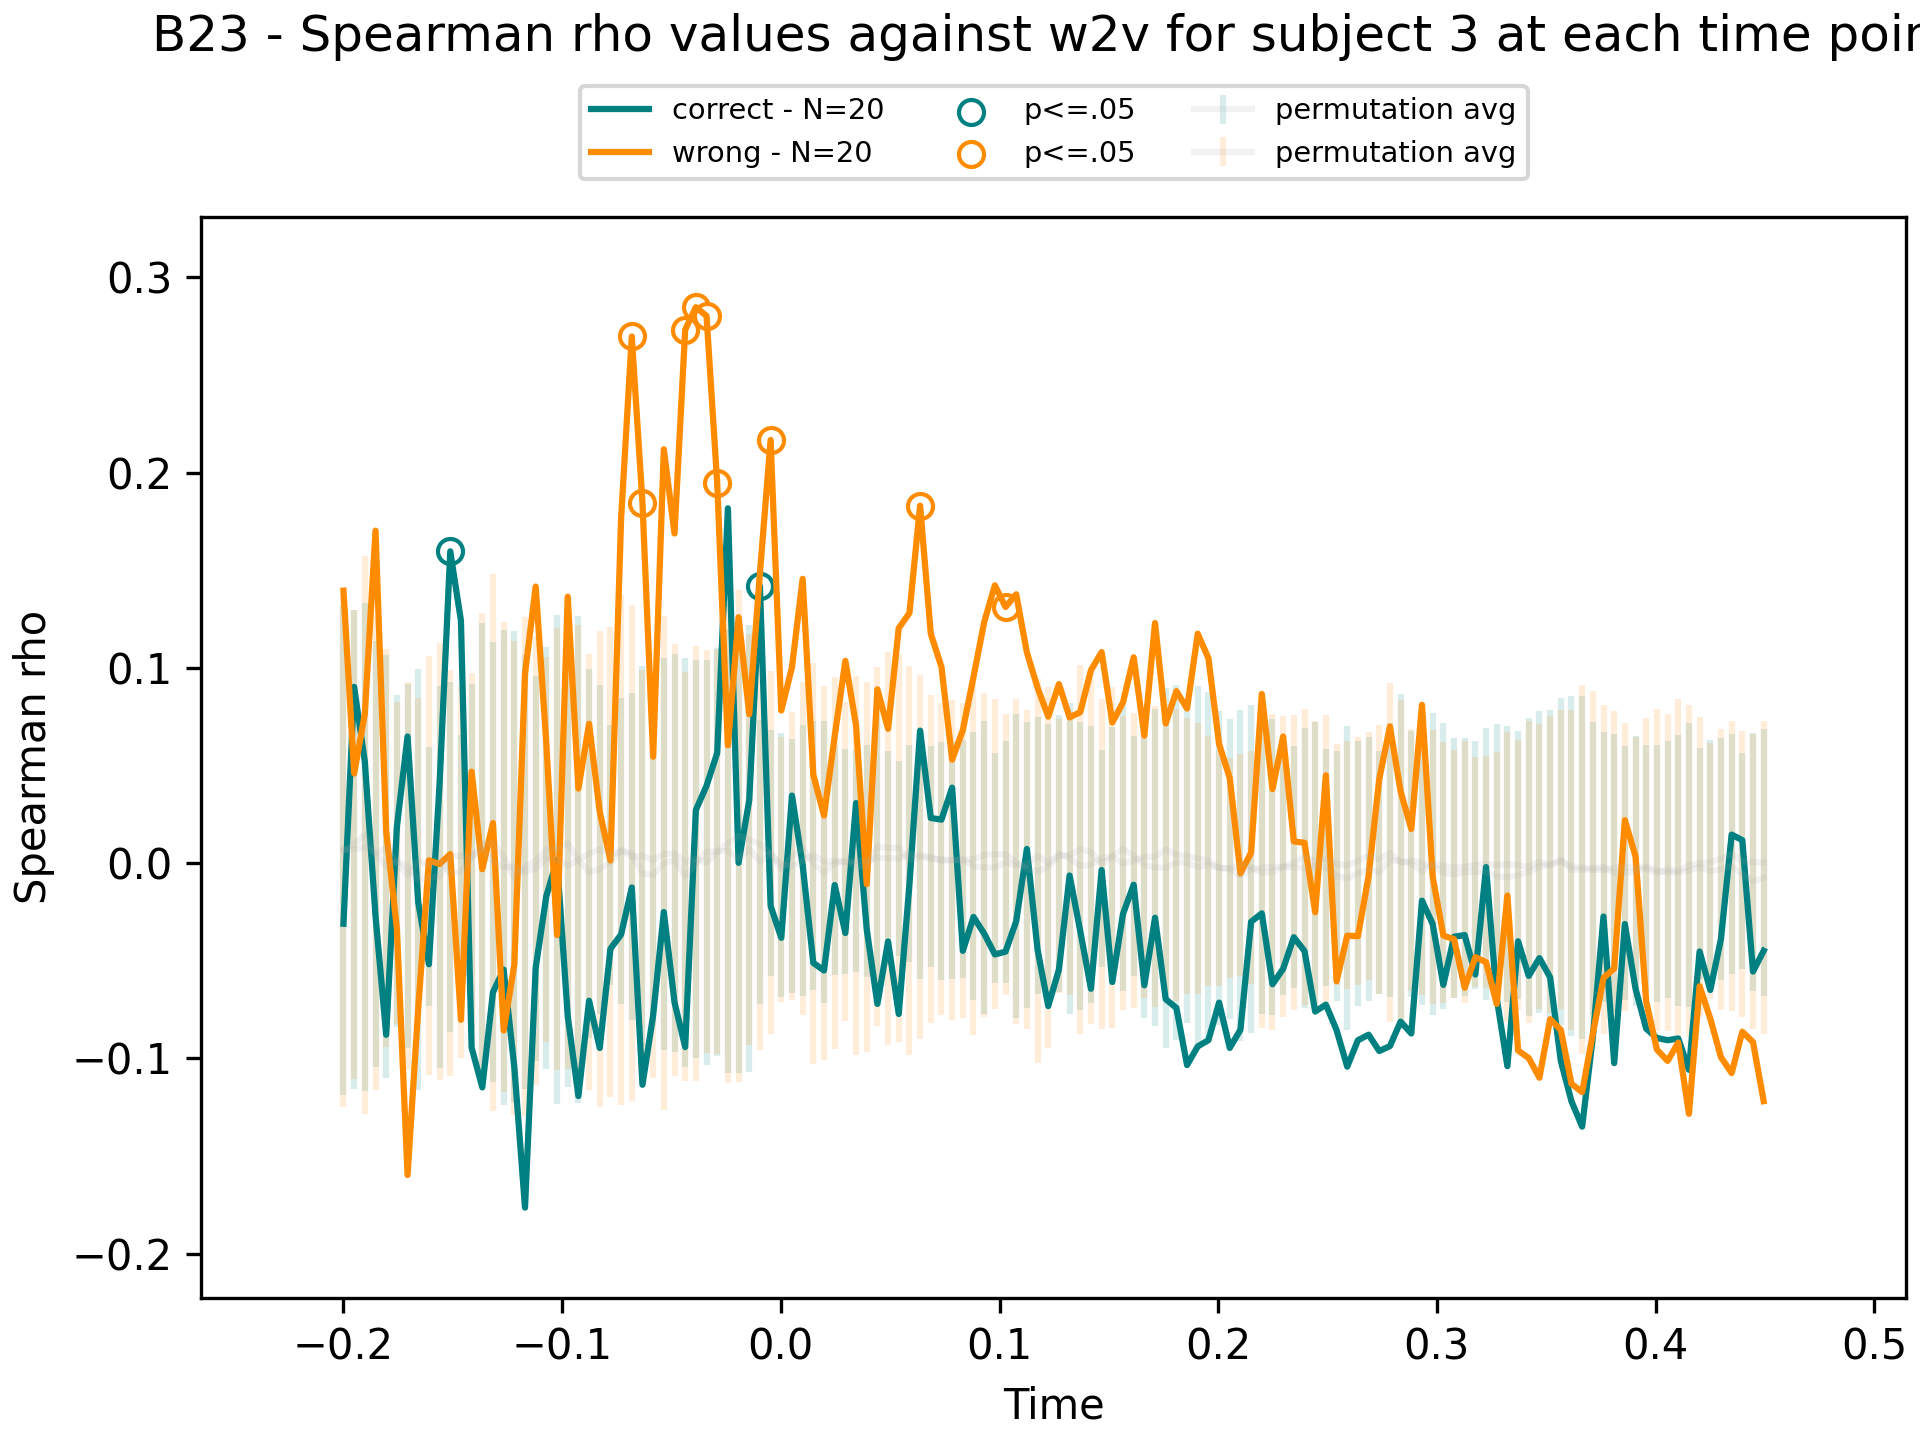 B23 - Spearman rho values against w2v for subject 3 at each time
correct - N=20 p<=.05 permutation avg
wrong - N=20 p<=.05 permutation avg
Spearman rho
0.3
0.2
0.1
0.0
−0.1
−0.2
−0.2 −0.1 0.0 0.1 0.2 0.3 0.4 0.5
Time